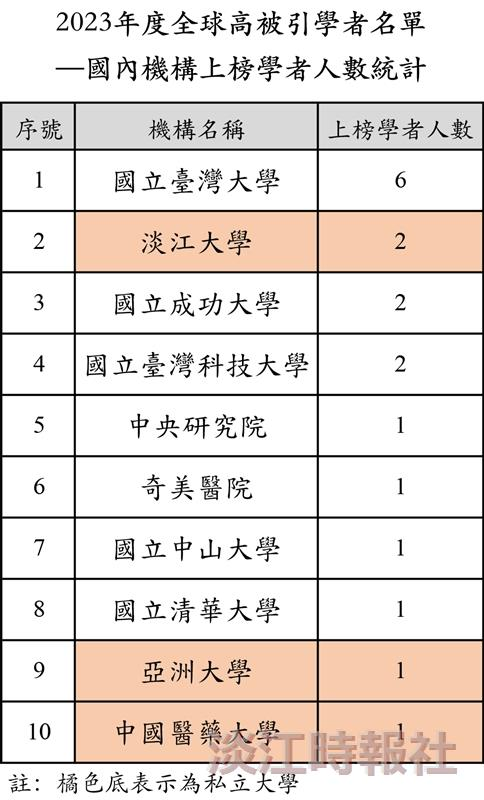 2023年度全球高被引學者名單
—國內機構上榜學者人數統計
序號 機構名稱 上榜學者人數
1 國立臺灣大學 6
2 淡江大學 2
3 國立成功大學 2
4 國立臺灣科技大學 2
5 中央研究院 1
6 奇美醫院 1
7 國立中山大學 1
8 國立清華大學 1
9 亞洲大學 1
10 中國醫藥大學 1
淡江時報社
註：橘色底表示為私立大學